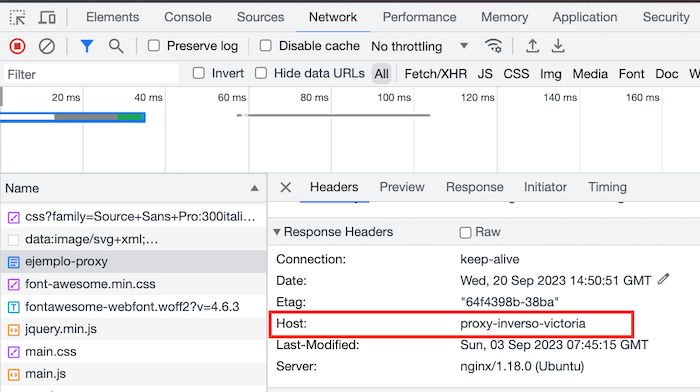 Elements Console Sources Network Performance Memory Application Security
Preserve log Disable cache No throttling
Filter Invert Hide data URLs All Fetch/XHR JS CSS Img Media Font Doc W
20 ms 40 ms 60 ms 80 ms 100 ms 120 ms 140 ms 160 ms
Name
css?family=Source+Sans+Pro:300itali…
data:image/svg+xml;…
ejemplo-proxy
font-awesome.min.css
fontawesome-webfont.woff2?v=4.6.3
jquery.min.js
main.css
main.js
Headers Preview Response Initiator Timing
Response Headers Raw
Connection: keep-alive
Date: Wed, 20 Sep 2023 14:50:51 GMT
Etag: "64f4398b-38ba"
Host: proxy-inverso-victoria
Last-Modified: Sun, 03 Sep 2023 07:45:15 GMT
Server: nginx/1.18.0 (Ubuntu)